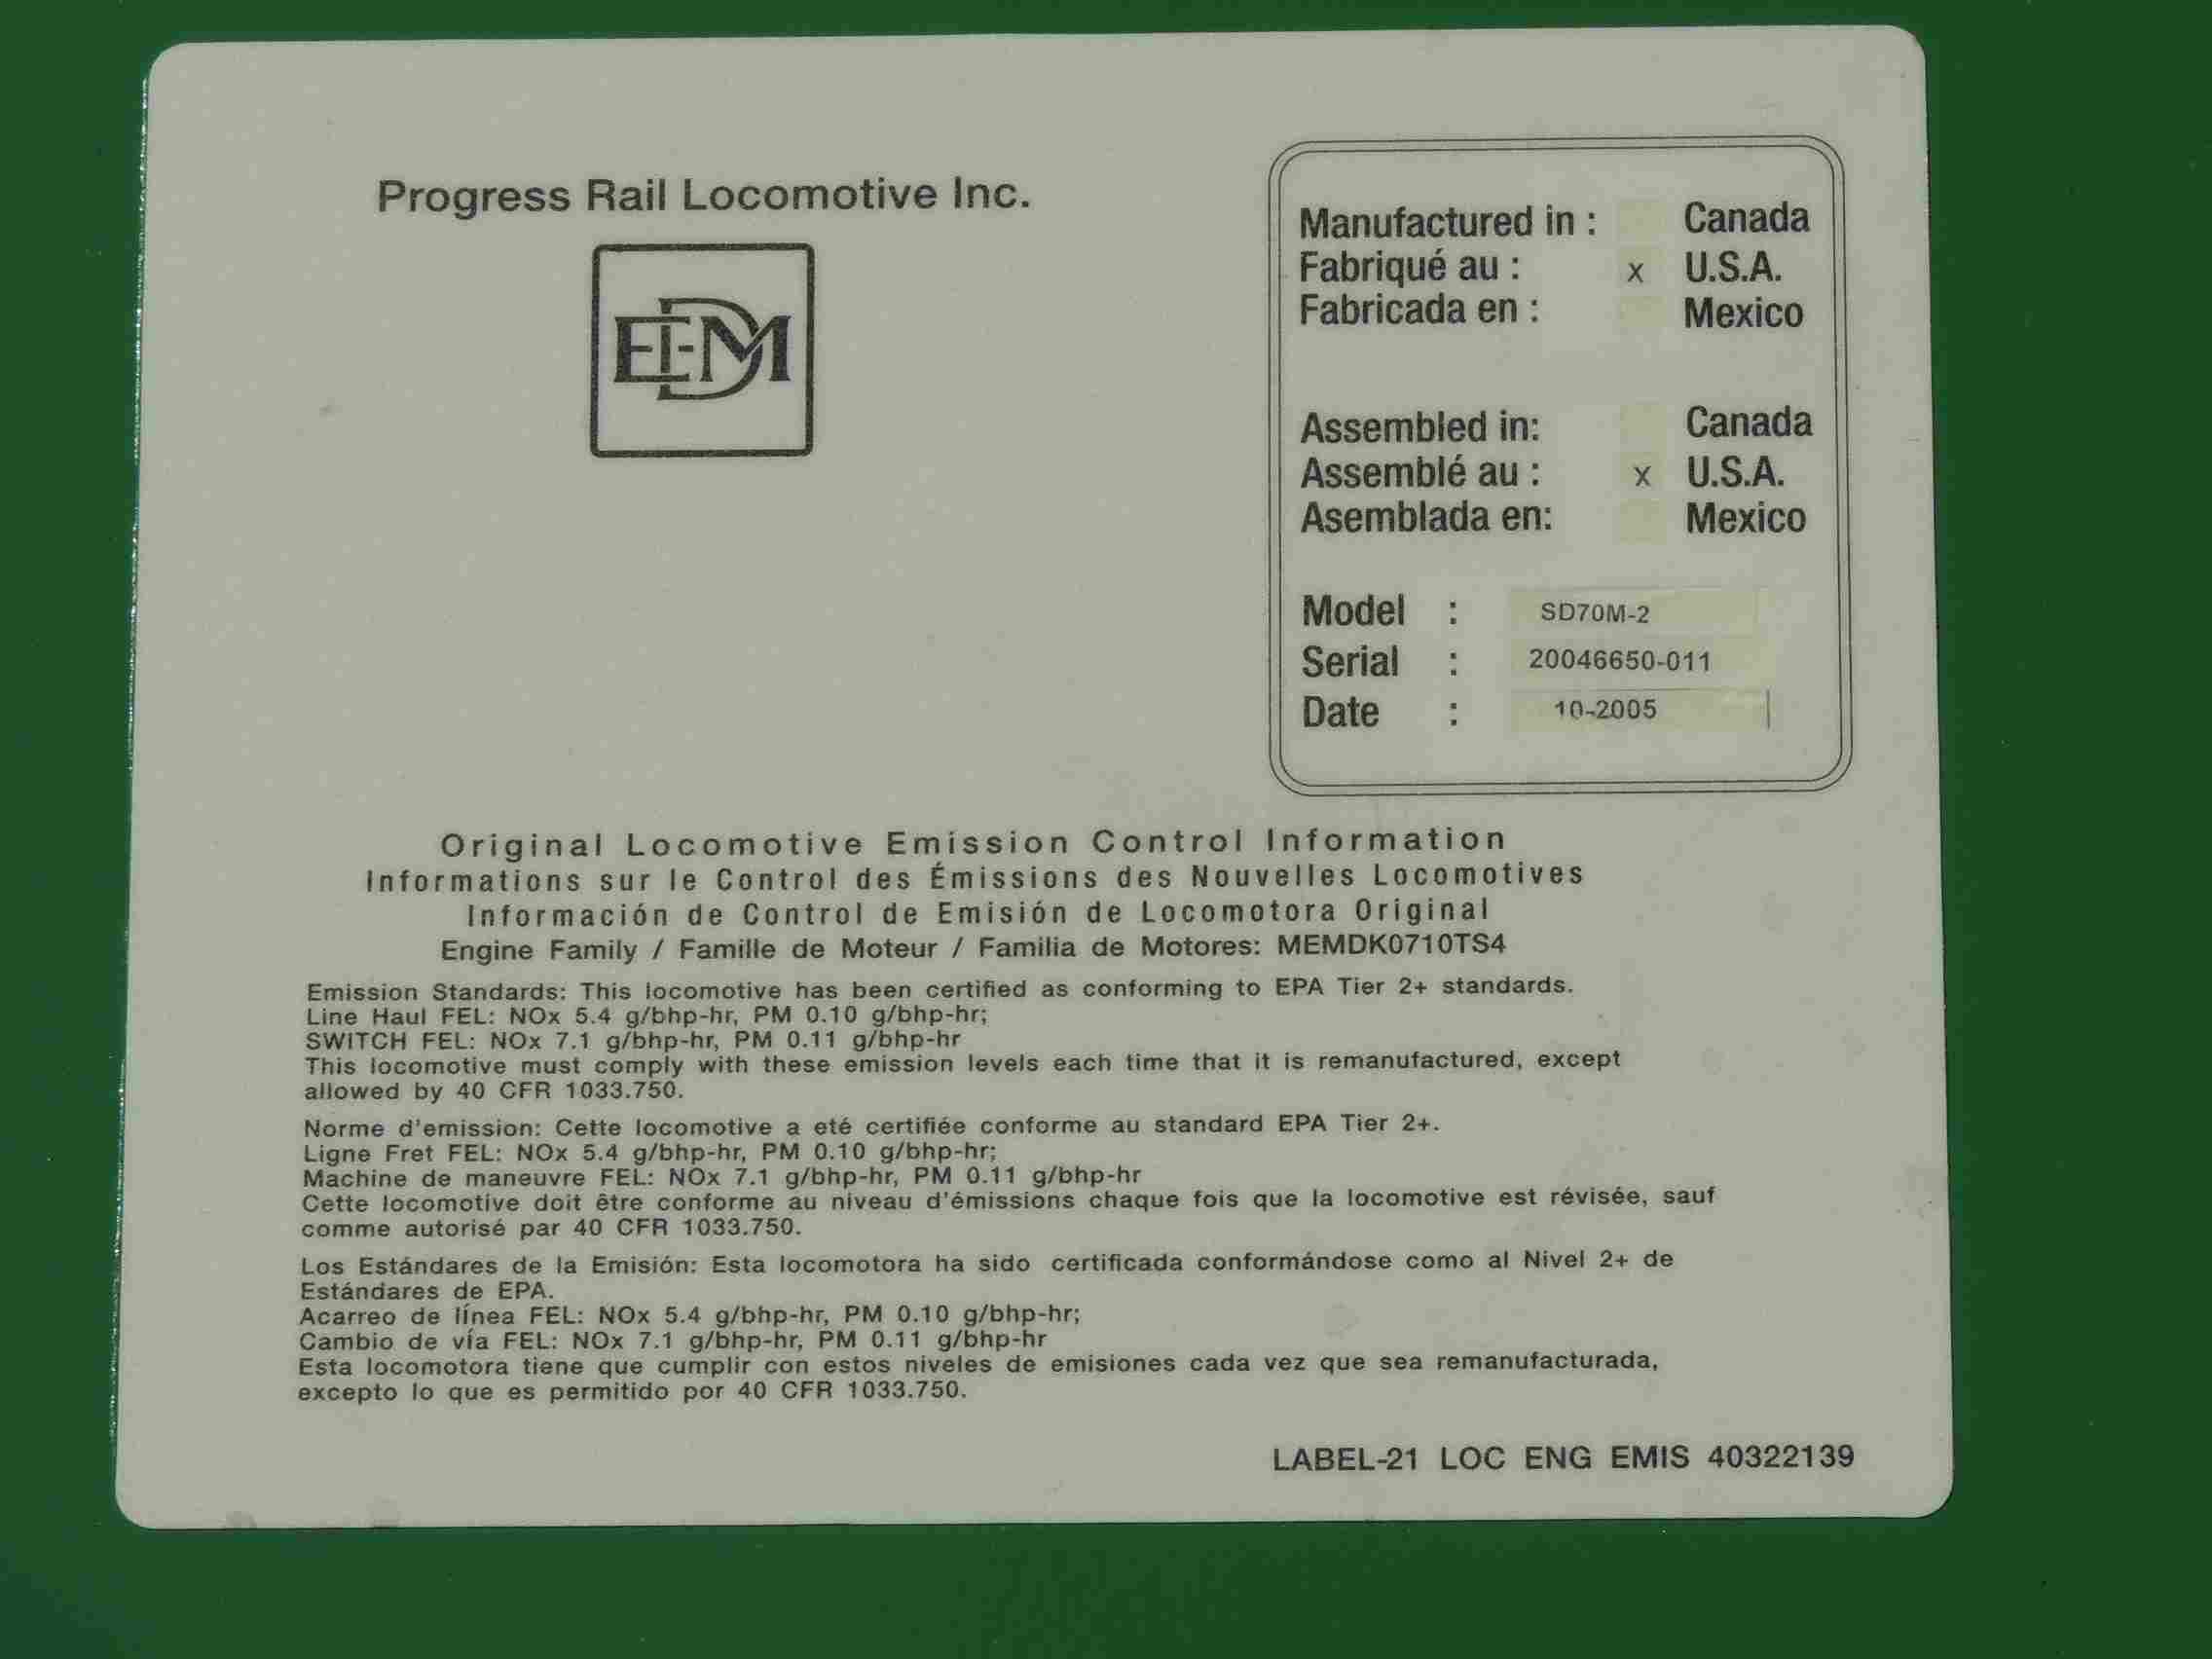 Progress Rail Locomotive Inc.
EMD
Manufactured in : Canada
Fabriqué au : x U.S.A.
Fabricada en : Mexico
Assembled in: Canada
Assemblé au : x U.S.A.
Asemblada en: Mexico
Model : SD70M-2
Serial : 20046650-011
Date : 10-2005
Original Locomotive Emission Control Information
Informations sur le Control des Émissions des Nouvelles Locomotives
Información de Control de Emisión de Locomotora Original
Engine Family / Famille de Moteur / Familia de Motores: MEMDK0710TS4
Emission Standards: This locomotive has been certified as conforming to EPA Tier 2+ standards.
Line Haul FEL: NOx 5.4 g/bhp-hr, PM 0.10 g/bhp-hr;
SWITCH FEL: NOx 7.1 g/bhp-hr, PM 0.11 g/bhp-hr
This locomotive must comply with these emission levels each time that it is remanufactured, except
allowed by 40 CFR 1033.750.
Norme d'emission: Cette locomotive a eté certifiée conforme au standard EPA Tier 2+.
Ligne Fret FEL: NOx 5.4 g/bhp-hr, PM 0.10 g/bhp-hr;
Machine de maneuvre FEL: NOx 7.1 g/bhp-hr, PM 0.11 g/bhp-hr
Cette locomotive doit être conforme au niveau d'émissions chaque fois que la locomotive est révisée, sauf
comme autorisé par 40 CFR 1033.750.
Los Estándares de la Emisión: Esta locomotora ha sido certificada conformándose como al Nivel 2+ de
Estándares de EPA.
Acarreo de línea FEL: NOx 5.4 g/bhp-hr, PM 0.10 g/bhp-hr;
Cambio de vía FEL: NOx 7.1 g/bhp-hr, PM 0.11 g/bhp-hr
Esta locomotora tiene que cumplir con estos niveles de emisiones cada vez que sea remanufacturada,
excepto lo que es permitido por 40 CFR 1033.750.
LABEL-21 LOC ENG EMIS 40322139